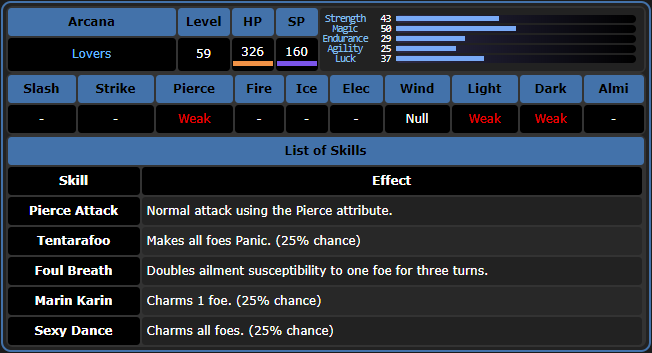 Arcana Level HP SP
Lovers 59 326 160
Strength 43
Magic 50
Endurance 29
Agility 25
Luck 37
Slash Strike Pierce Fire Ice Elec Wind Light Dark Almi
- - Weak - - - Null Weak Weak -
List of Skills
Skill Effect
Pierce Attack Normal attack using the Pierce attribute.
Tentarafoo Makes all foes Panic. (25% chance)
Foul Breath Doubles ailment susceptibility to one foe for three turns.
Marin Karin Charms 1 foe. (25% chance)
Sexy Dance Charms all foes. (25% chance)